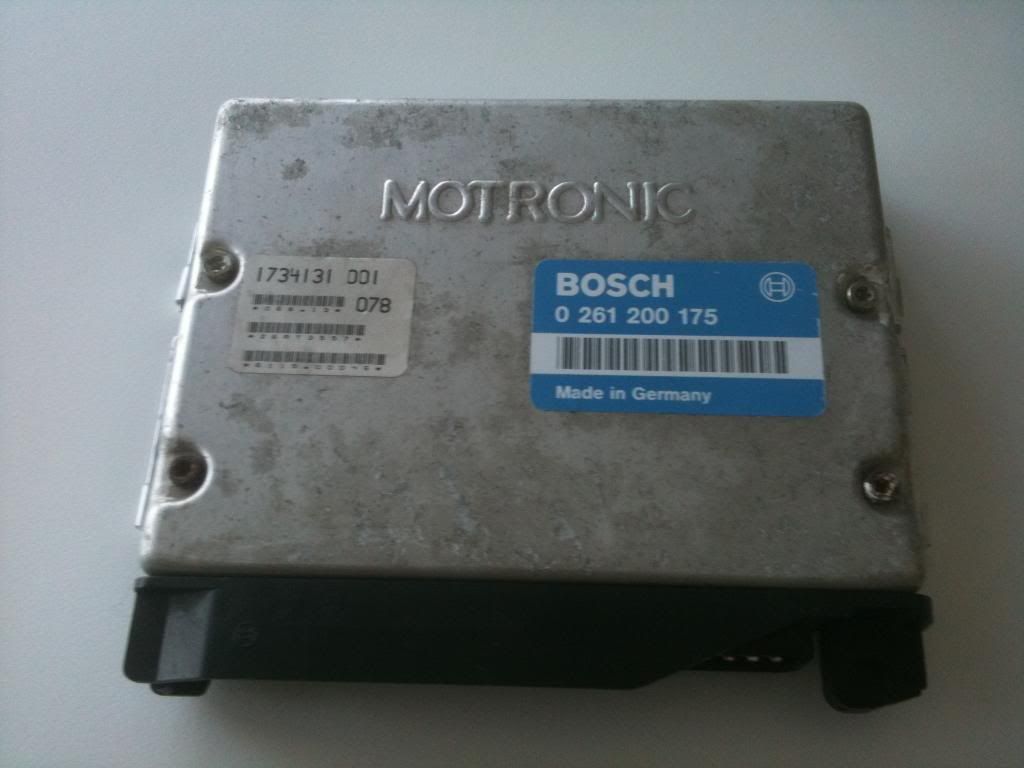 MOTRONIC
1734131 001
078
BOSCH
0 261 200 175
Made in Germany